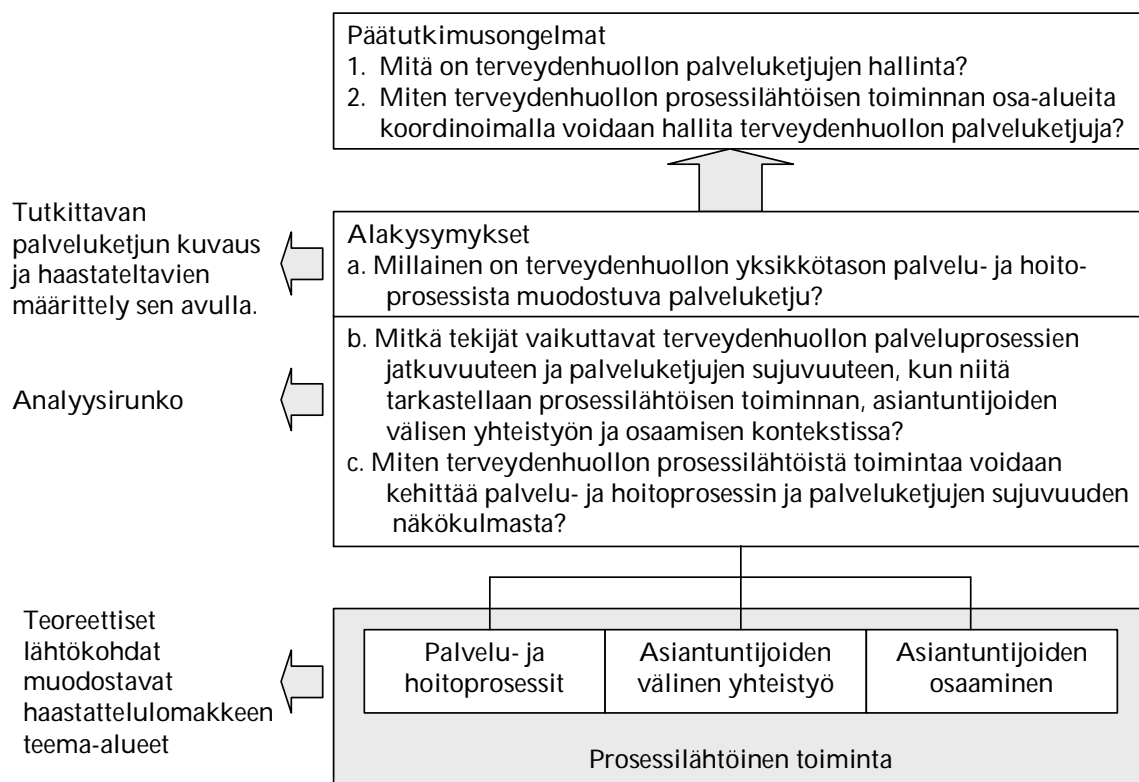 Päätutkimusongelmat
1. Mitä on terveydenhuollon palveluketjujen hallinta?
2. Miten terveydenhuollon prosessilähtöisen toiminnan osa-alueita
koordinoimalla voidaan hallita terveydenhuollon palveluketjuja?
Tutkittavan
palveluketjun kuvaus
ja haastateltavien
määrittely sen avulla.
Alakysymykset
a. Millainen on terveydenhuollon yksikkötason palvelu- ja hoito-
prosessista muodostuva palveluketju?
Analyysirunko
b. Mitkä tekijät vaikuttavat terveydenhuollon palveluprosessien
jatkuvuuteen ja palveluketjujen sujuvuuteen, kun niitä
tarkastellaan prosessilähtöisen toiminnan, asiantuntijoiden
välisen yhteistyön ja osaamisen kontekstissa?
c. Miten terveydenhuollon prosessilähtöistä toimintaa voidaan
kehittää palvelu- ja hoitoprosessin ja palveluketjujen sujuvuuden
näkökulmasta?
Teoreettiset
lähtökohdat
muodostavat
haastattelulomakkeen
teema-alueet
Palvelu- ja
hoitoprosessit
Asiantuntijoiden
välinen yhteistyö
Asiantuntijoiden
osaaminen
Prosessilähtöinen toiminta